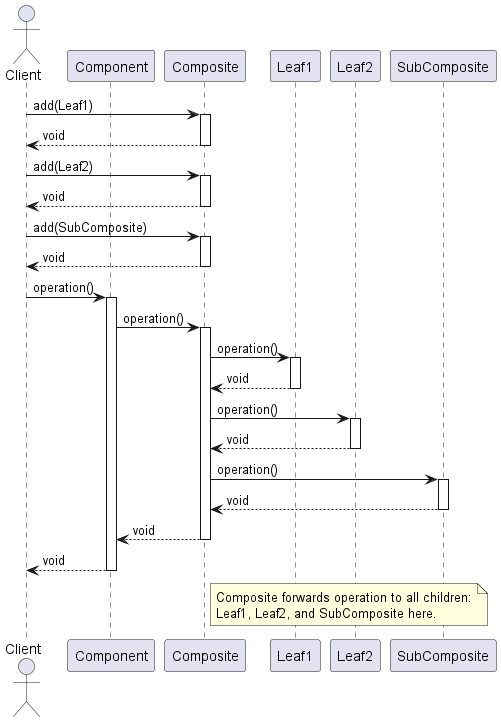 Client
Component
Composite
Leaf1
Leaf2
SubComposite
add(Leaf1)
void
add(Leaf2)
void
add(SubComposite)
void
operation()
operation()
operation()
void
operation()
void
operation()
void
void
void
Composite forwards operation to all children:
Leaf1, Leaf2, and SubComposite here.
Client
Component
Composite
Leaf1
Leaf2
SubComposite